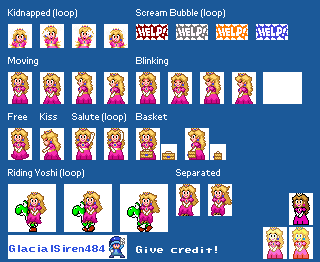 Kidnapped (loop)
Scream Bubble (loop)
HELP!
HELP!
HELP!
HELP!
Moving
Blinking
Free
Kiss
Salute (loop)
Basket
Riding Yoshi (loop)
Separated
GlacialSiren484
Give credit!